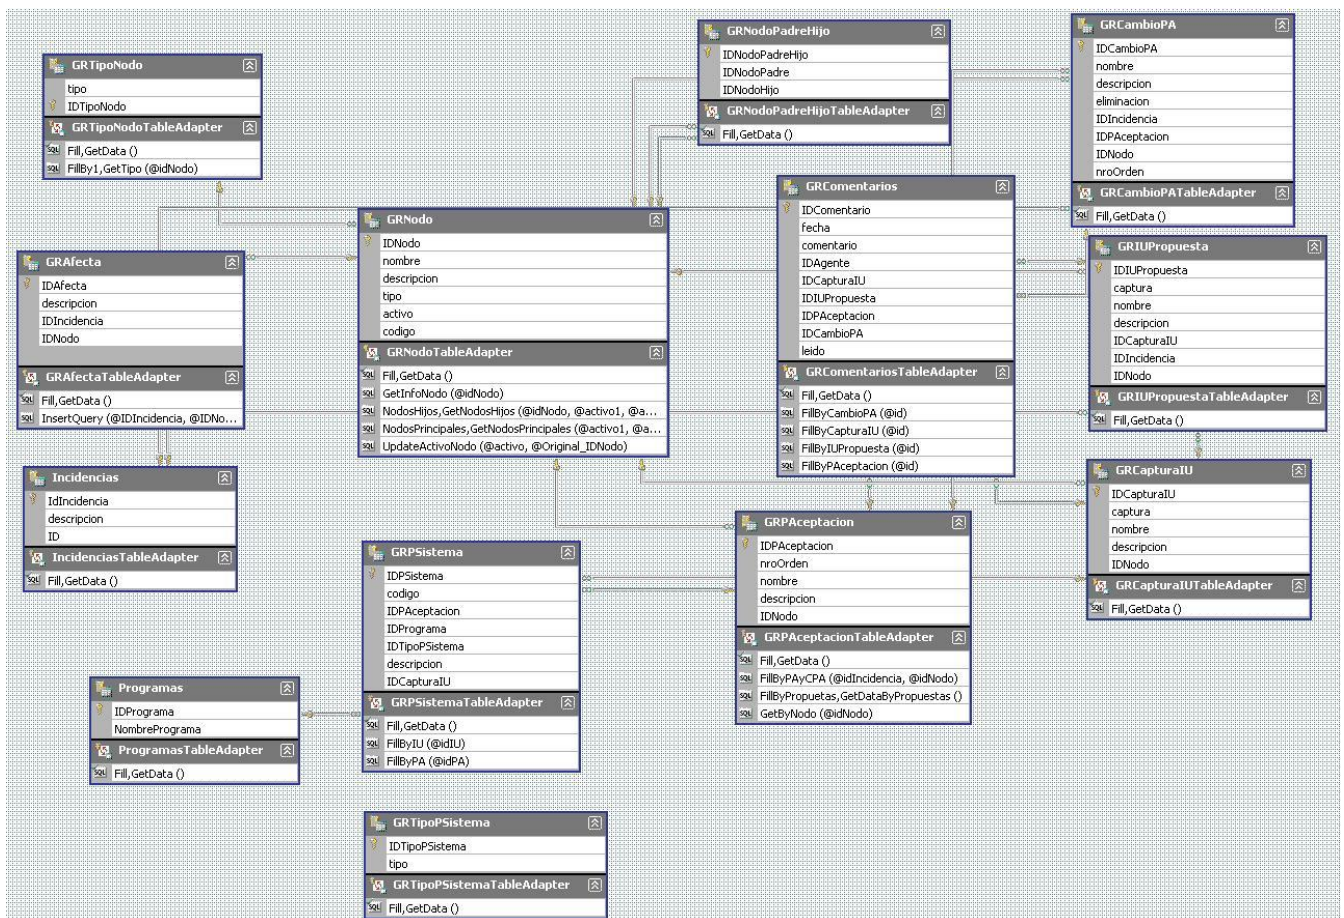 GRTipoNodo
tipo
IDTipoNodo
GRTipoNodoTableAdapter
Fill,GetData ()
FillBy1,GetTipo (@idNodo)
GRNodoPadreHijo
IDNodoPadreHijo
IDNodoPadre
IDNodoHijo
GRNodoPadreHijoTableAdapter
Fill,GetData ()
GRCambioPA
IDCambioPA
nombre
descripcion
eliminacion
IDIncidencia
IDPAceptacion
IDNodo
nroOrden
GRCambioPATableAdapter
Fill,GetData ()
GRAfecta
IDAfecta
descripcion
IDIncidencia
IDNodo
GRAfectaTableAdapter
Fill,GetData ()
InsertQuery (@IDIncidencia, @IDNo...
GRNodo
IDNodo
nombre
descripcion
tipo
activo
codigo
GRNodoTableAdapter
Fill,GetData ()
GetInfoNodo (@idNodo)
NodosHijos,GetNodosHijos (@idNodo, @activo1, @a...
NodosPrincipales,GetNodosPrincipales (@activo1, @a...
UpdateActivoNodo (@activo, @Original_IDNodo)
GRComentarios
IDComentario
fecha
comentario
IDAgente
IDCapturaIU
IDIUPropuesta
IDPAceptacion
IDCambioPA
leido
GRComentariosTableAdapter
Fill,GetData ()
FillByCambioPA (@id)
FillByCapturaIU (@id)
FillByIUPropuesta (@id)
FillByPAceptacion (@id)
GRIUPropuesta
IDIUPropuesta
captura
nombre
descripcion
IDCapturaIU
IDIncidencia
IDNodo
GRIUPropuestaTableAdapter
Fill,GetData ()
Incidencias
IdIncidencia
descripcion
ID
IncidenciasTableAdapter
Fill,GetData ()
GRCapturaIU
IDCapturaIU
captura
nombre
descripcion
IDNodo
GRCapturaIUTableAdapter
Fill,GetData ()
GRPSistema
IDPSistema
codigo
IDPAceptacion
IDPrograma
IDTipoPSistema
descripcion
IDCapturaIU
GRPSistemaTableAdapter
Fill,GetData ()
FillByIU (@idIU)
FillByPA (@idPA)
GRPAceptacion
IDPAceptacion
nroOrden
nombre
descripcion
IDNodo
GRPAceptacionTableAdapter
Fill,GetData ()
FillByPAyCPA (@idIncidencia, @idNodo)
FillByPropuetas,GetDataByPropuestas ()
GetByNodo (@idNodo)
Programas
IDPrograma
NombrePrograma
ProgramasTableAdapter
Fill,GetData ()
GRTipoPSistema
IDTipoPSistema
tipo
GRTipoPSistemaTableAdapter
Fill,GetData ()